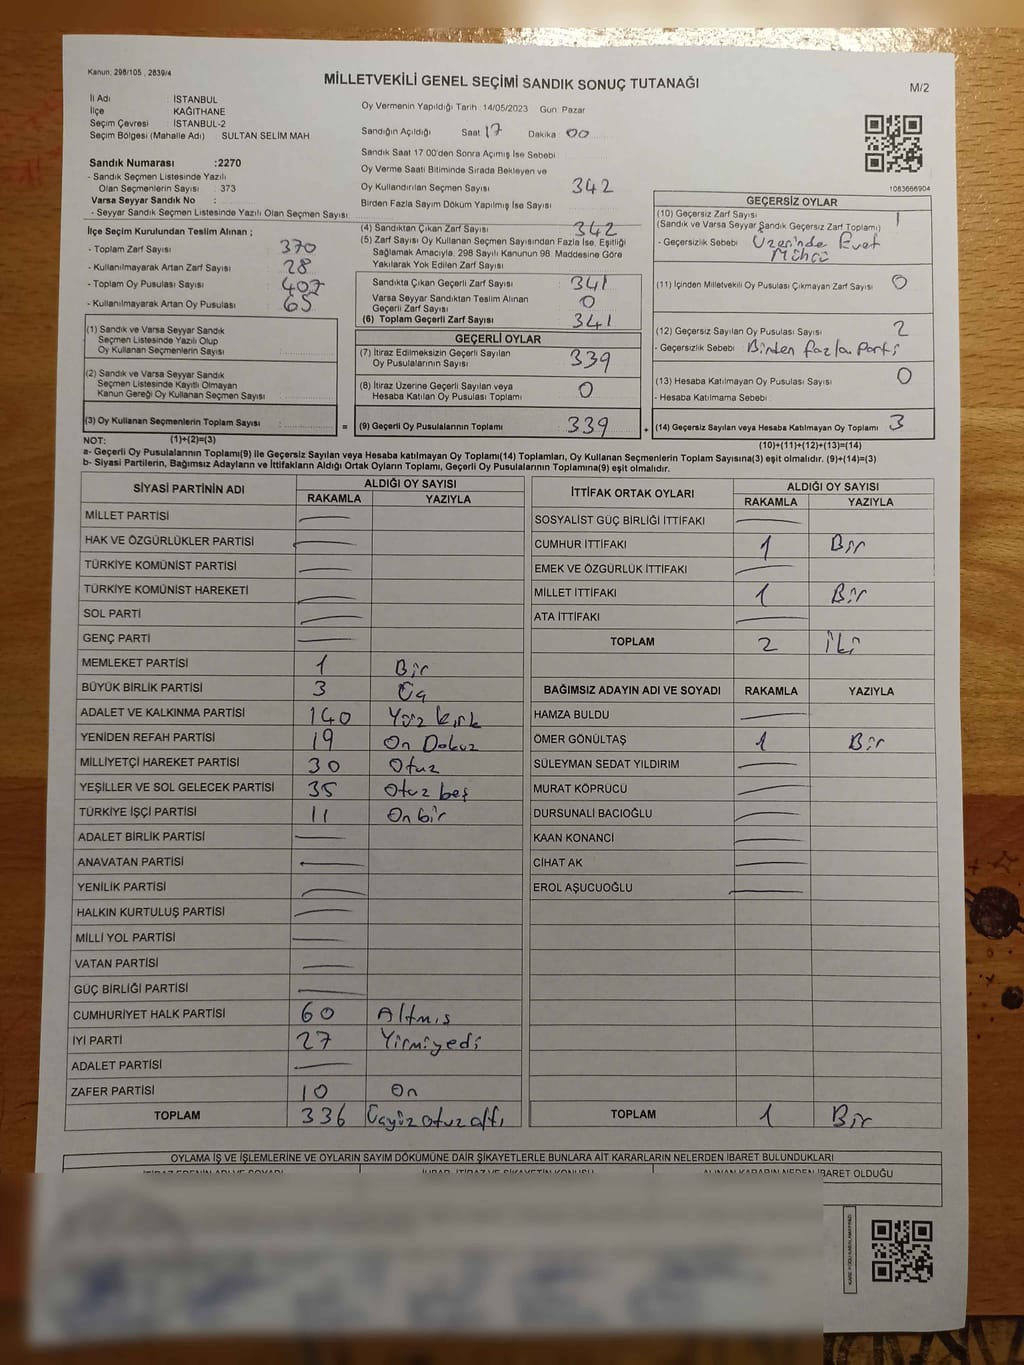 Kanun, 298/105 , 2839/4
MİLLETVEKİLİ GENEL SEÇİMİ SANDIK SONUÇ TUTANAĞI
M/2
İl Adı : İSTANBUL
İlçe KAĞITHANE
Seçim Çevresi : İSTANBUL-2
Seçim Bölgesi (Mahalle Adı) SULTAN SELİM MAH
Oy Vermenin Yapıldığı Tarih 14/05/2023 Gün: Pazar
Sandığın Açıldığı Saat 17 Dakika 00
Sandık Saat 17:00'den Sonra Açılmış İse Sebebi
Sandık Numarası :2270
- Sandık Seçmen Listesinde Yazılı
Olan Seçmenlerin Sayısı : 373
Varsa Seyyar Sandık No :
- Seyyar Sandık Seçmen Listesinde Yazılı Olan Seçmen Sayısı:
Oy Verme Saati Bitiminde Sırada Bekleyen ve
Oy Kullandırılan Seçmen Sayısı 342
Birden Fazla Sayım Döküm Yapılmış İse Sayısı
1083666904
İlçe Seçim Kurulundan Teslim Alınan ;
- Toplam Zarf Sayısı : 370
- Kullanılmayarak Artan Zarf Sayısı : 28
- Toplam Oy Pusulası Sayısı : 407
- Kullanılmayarak Artan Oy Pusulası : 65
(4) Sandıktan Çıkan Zarf Sayısı : 342
(5) Zarf Sayısı Oy Kullanan Seçmen Sayısından Fazla İse, Eşitliği
Sağlamak Amacıyla, 298 Sayılı Kanunun 98. Maddesine Göre
Yakılarak Yok Edilen Zarf Sayısı
Sandıkta Çıkan Geçerli Zarf Sayısı : 341
Varsa Seyyar Sandıktan Teslim Alınan
Geçerli Zarf Sayısı : 0
(6) Toplam Geçerli Zarf Sayısı : 341
GEÇERSİZ OYLAR
(10) Geçersiz Zarf Sayısı 1
(Sandık ve Varsa Seyyar Sandık Geçersiz Zarf Toplamı)
- Geçersizlik Sebebi : Üzerinde Evet
Mührü
(11) İçinden Milletvekili Oy Pusulası Çıkmayan Zarf Sayısı : 0
(12) Geçersiz Sayılan Oy Pusulası Sayısı : 2
- Geçersizlik Sebebi : Birden fazla Parti
(13) Hesaba Katılmayan Oy Pusulası Sayısı : 0
- Hesaba Katılmama Sebebi :
(14) Geçersiz Sayılan veya Hesaba Katılmayan Oy Toplamı : 3
(1) Sandık ve Varsa Seyyar Sandık
Seçmen Listesinde Yazılı Olup
Oy Kullanan Seçmenlerin Sayısı :
(2) Sandık ve Varsa Seyyar Sandık
Seçmen Listesinde Kayıtlı Olmayan
Kanun Gereği Oy Kullanan Seçmen Sayısı :
(3) Oy Kullanan Seçmenlerin Toplam Sayısı : =
GEÇERLİ OYLAR
(7) İtiraz Edilmeksizin Geçerli Sayılan
Oy Pusulalarının Sayısı : 339
(8) İtiraz Üzerine Geçerli Sayılan veya
Hesaba Katılan Oy Pusulası Toplamı : 0
(9) Geçerli Oy Pusulalarının Toplamı : 339 +
NOT: (1)+(2)=(3) (10)+(11)+(12)+(13)=(14)
a- Geçerli Oy Pusulaların Toplamı(9) ile Geçersiz Sayılan veya Hesaba katılmayan Oy Toplamı(14) Toplamları, Oy Kullanan Seçmenlerin Toplam Sayısına(3) eşit olmalıdır. (9)+(14)=(3)
b- Siyasi Partilerin, Bağımsız Adayların ve İttifakların Aldığı Ortak Oyların Toplamı, Geçerli Oy Pusulalarının Toplamına(9) eşit olmalıdır.
SİYASİ PARTİNİN ADI ALDIĞI OY SAYISI
RAKAMLA YAZIYLA
MİLLET PARTİSİ
HAK VE ÖZGÜRLÜKLER PARTİSİ
TÜRKİYE KOMÜNİST PARTİSİ
TÜRKİYE KOMÜNİST HAREKETİ
SOL PARTİ
GENÇ PARTİ
MEMLEKET PARTİSİ 1 Bir
BÜYÜK BİRLİK PARTİSİ 3 Üç
ADALET VE KALKINMA PARTİSİ 140 Yüz kırk
YENİDEN REFAH PARTİSİ 19 On Dokuz
MİLLİYETÇİ HAREKET PARTİSİ 30 Otuz
YEŞİLLER VE SOL GELECEK PARTİSİ 35 Otuz beş
TÜRKİYE İŞÇİ PARTİSİ 11 On bir
ADALET BİRLİK PARTİSİ
ANAVATAN PARTİSİ
YENİLİK PARTİSİ
HALKIN KURTULUŞ PARTİSİ
MİLLİ YOL PARTİSİ
VATAN PARTİSİ
GÜÇ BİRLİĞİ PARTİSİ
CUMHURİYET HALK PARTİSİ 60 Altmış
İYİ PARTİ 27 Yirmiyedi
ADALET PARTİSİ
ZAFER PARTİSİ 10 On
TOPLAM 336 Üçyüz otuz altı
İTTİFAK ORTAK OYLARI ALDIĞI OY SAYISI
RAKAMLA YAZIYLA
SOSYALİST GÜÇ BİRLİĞİ İTTİFAKI
CUMHUR İTTİFAKI 1 Bir
EMEK VE ÖZGÜRLÜK İTTİFAKI
MİLLET İTTİFAKI 1 Bir
ATA İTTİFAKI
TOPLAM 2 İki
BAĞIMSIZ ADAYIN ADI VE SOYADI RAKAMLA YAZIYLA
HAMZA BULDU
ÖMER GÖNÜLTAŞ 1 Bir
SÜLEYMAN SEDAT YILDIRIM
MURAT KÖPRÜCÜ
DURSUNALİ BACIOĞLU
KAAN KONANCİ
CİHAT AK
EROL AŞUCUOĞLU
TOPLAM 1 Bir
OYLAMA İŞ VE İŞLEMLERİNE VE OYLARIN SAYIM DÖKÜMÜNE DAİR ŞİKAYETLERLE BUNLARA AİT KARARLARIN NELERDEN İBARET BULUNDUKLARI
İTİRAZ EDENİN ADI VE SOYADI İHBAR, İTİRAZ VE ŞİKAYETİN KONUSU ALINAN KARARIN NEDEN İBARET OLDUĞU